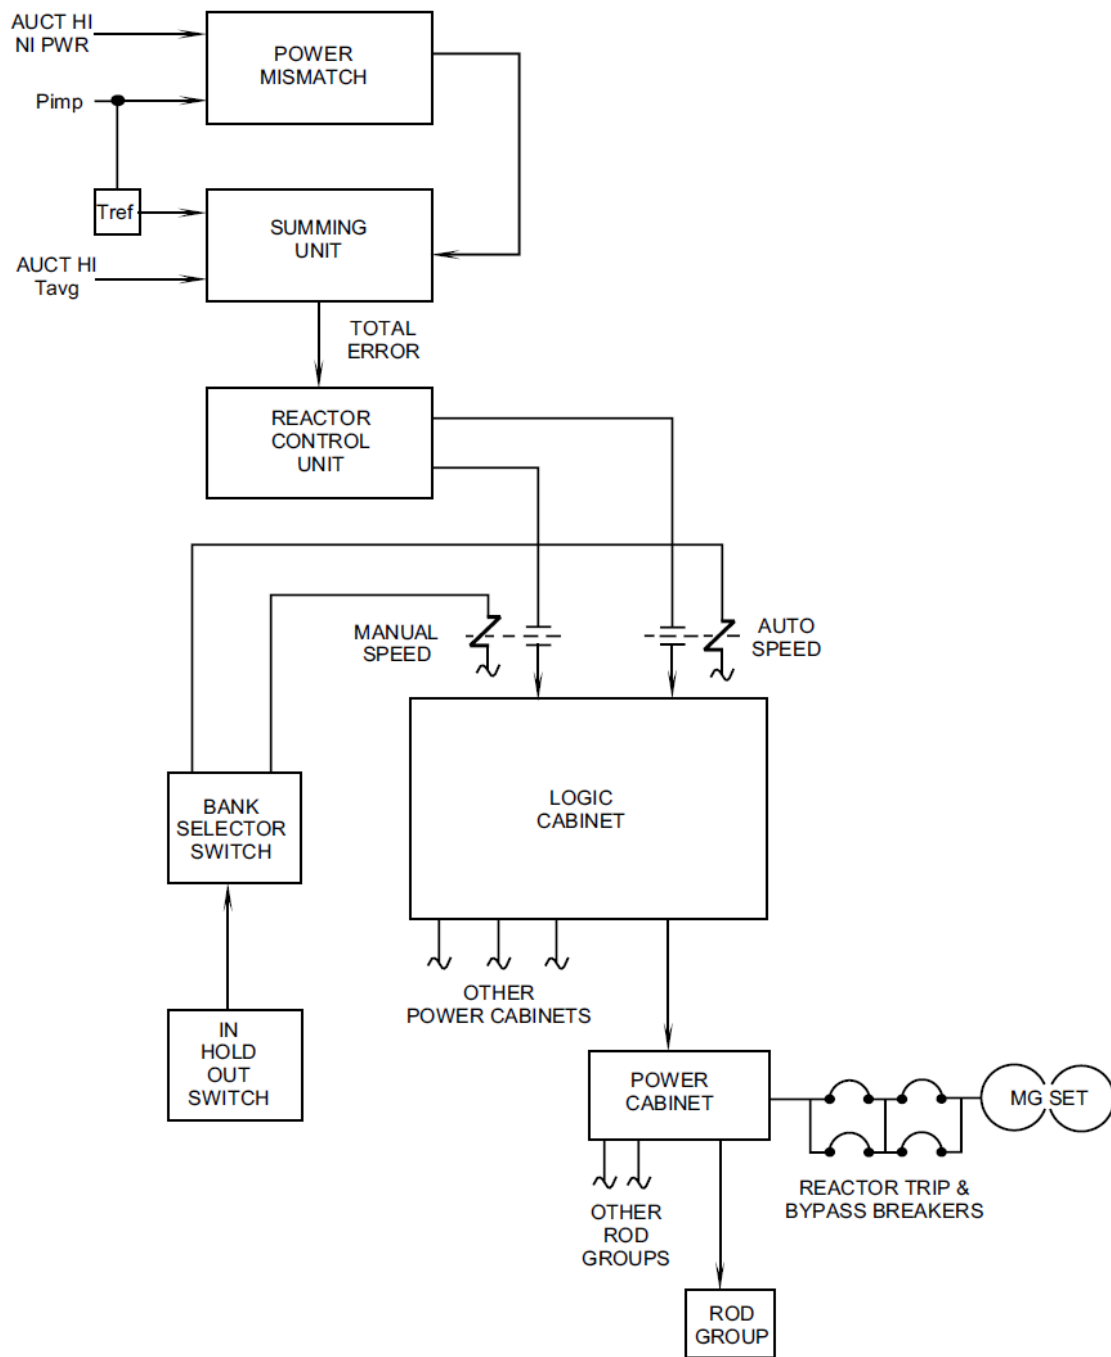 AUCT HI
NI PWR
POWER
MISMATCH
Pimp
Tref
SUMMING
UNIT
AUCT HI
Tavg
TOTAL
ERROR
REACTOR
CONTROL
UNIT
MANUAL
SPEED
AUTO
SPEED
BANK
SELECTOR
SWITCH
LOGIC
CABINET
OTHER
POWER CABINETS
IN
HOLD
OUT
SWITCH
POWER
CABINET
MG SET
REACTOR TRIP &
BYPASS BREAKERS
OTHER
ROD
GROUPS
ROD
GROUP